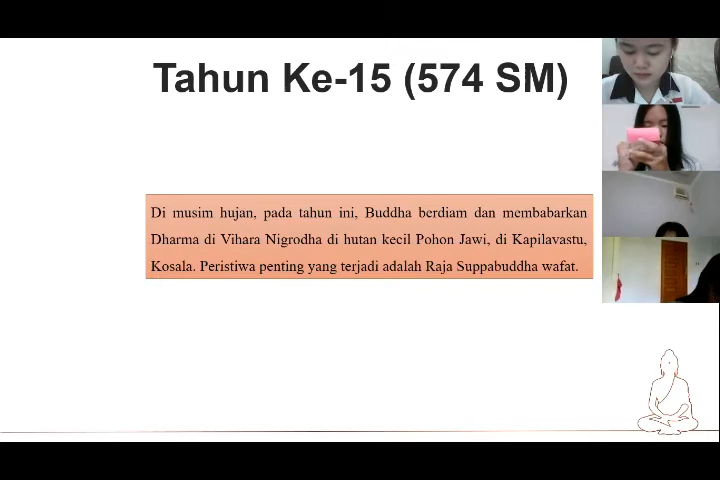 Tahun Ke-15 (574 SM)
Di musim hujan, pada tahun ini, Buddha berdiam dan membabarkan
Dharma di Vihara Nigrodha di hutan kecil Pohon Jawi, di Kapilavastu,
Kosala. Peristiwa penting yang terjadi adalah Raja Suppabuddha wafat.